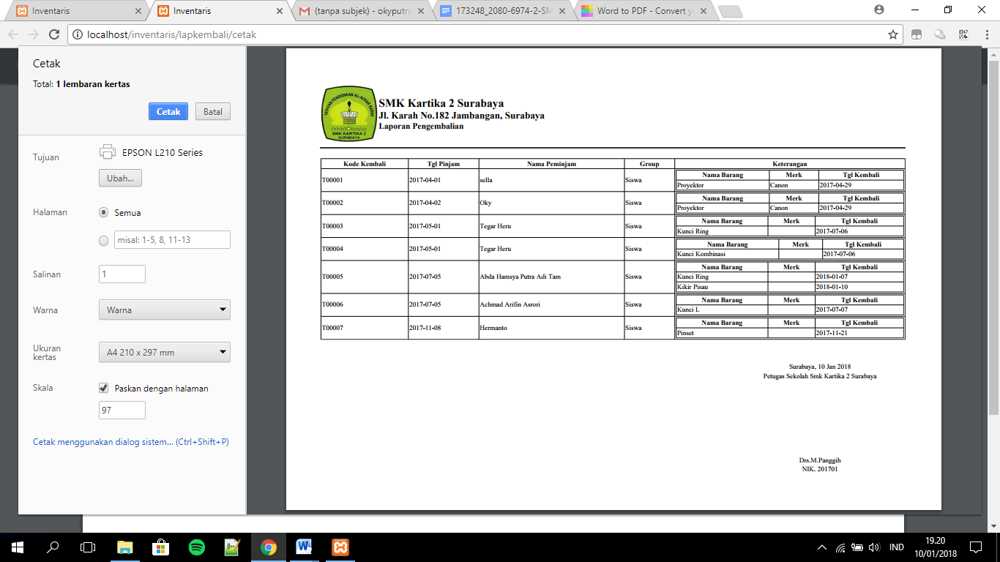 Inventaris
Inventaris
(tanpa subjek) - okyputra
173248_2080-6974-2-SM
Word to PDF - Convert y
localhost/inventaris/lapkembali/cetak
Cetak
Total: 1 lembaran kertas
Cetak Batal
Tujuan EPSON L210 Series
Ubah...
Halaman Semua
misal: 1-5, 8, 11-13
Salinan 1
Warna Warna
Ukuran kertas A4 210 x 297 mm
Skala Paskan dengan halaman
97
Cetak menggunakan dialog sistem... (Ctrl+Shift+P)
YAYASAN PENDIDIKAN AL-AZHAR KARAH
SMK KARTIKA 2
SURABAYA
SMK Kartika 2 Surabaya
Jl. Karah No.182 Jambangan, Surabaya
Laporan Pengembalian
Kode Kembali Tgl Pinjam Nama Peminjam Group Keterangan
Nama Barang Merk Tgl Kembali
T00001 2017-04-01 sella Siswa
Proyektor Canon 2017-04-29
Nama Barang Merk Tgl Kembali
T00002 2017-04-02 Oky Siswa
Proyektor Canon 2017-04-29
Nama Barang Merk Tgl Kembali
T00003 2017-05-01 Tegar Heru Siswa
Kunci Ring 2017-07-06
Nama Barang Merk Tgl Kembali
T00004 2017-05-01 Tegar Heru Siswa
Kunci Kombinasi 2017-07-06
Nama Barang Merk Tgl Kembali
T00005 2017-07-05 Abda Hamsya Putra Adi Tam Siswa
Kunci Ring 2018-01-07
Kikir Pisau 2018-01-10
Nama Barang Merk Tgl Kembali
T00006 2017-07-05 Achmad Arifin Asrori Siswa
Kunci L 2017-07-07
Nama Barang Merk Tgl Kembali
T00007 2017-11-08 Hermanto Siswa
Pinset 2017-11-21
Surabaya, 10 Jan 2018
Petugas Sekolah Smk Kartika 2 Surabaya
Drs.M.Panggih
NIK. 201701
IND
19.20
10/01/2018